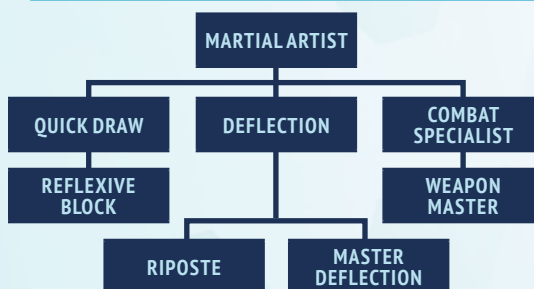 MARTIAL ARTIST
QUICK DRAW
DEFLECTION
COMBAT
SPECIALIST
REFLEXIVE
BLOCK
WEAPON
MASTER
RIPOSTE
MASTER
DEFLECTION